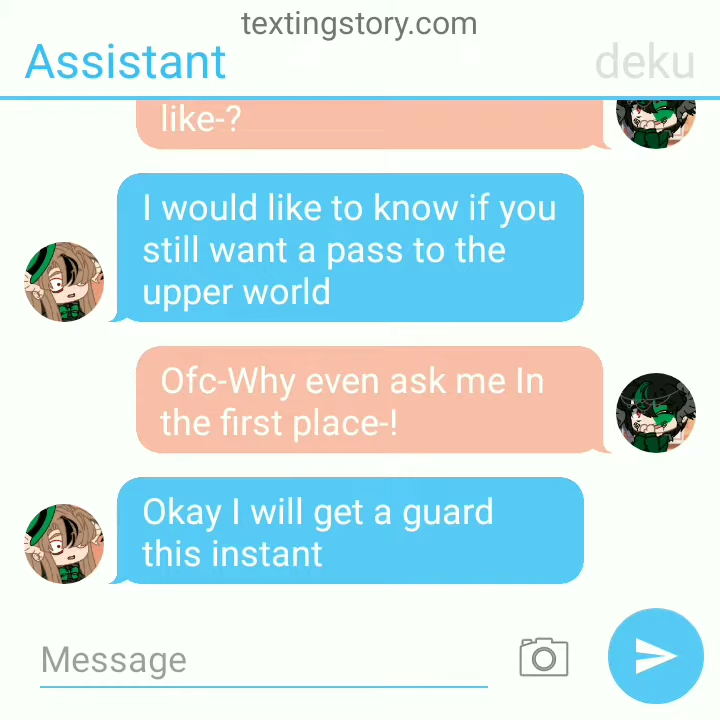 textingstory.com
Assistant
deku
like-?
I would like to know if you
still want a pass to the
upper world
Ofc-Why even ask me In
the first place-!
Okay I will get a guard
this instant
Message